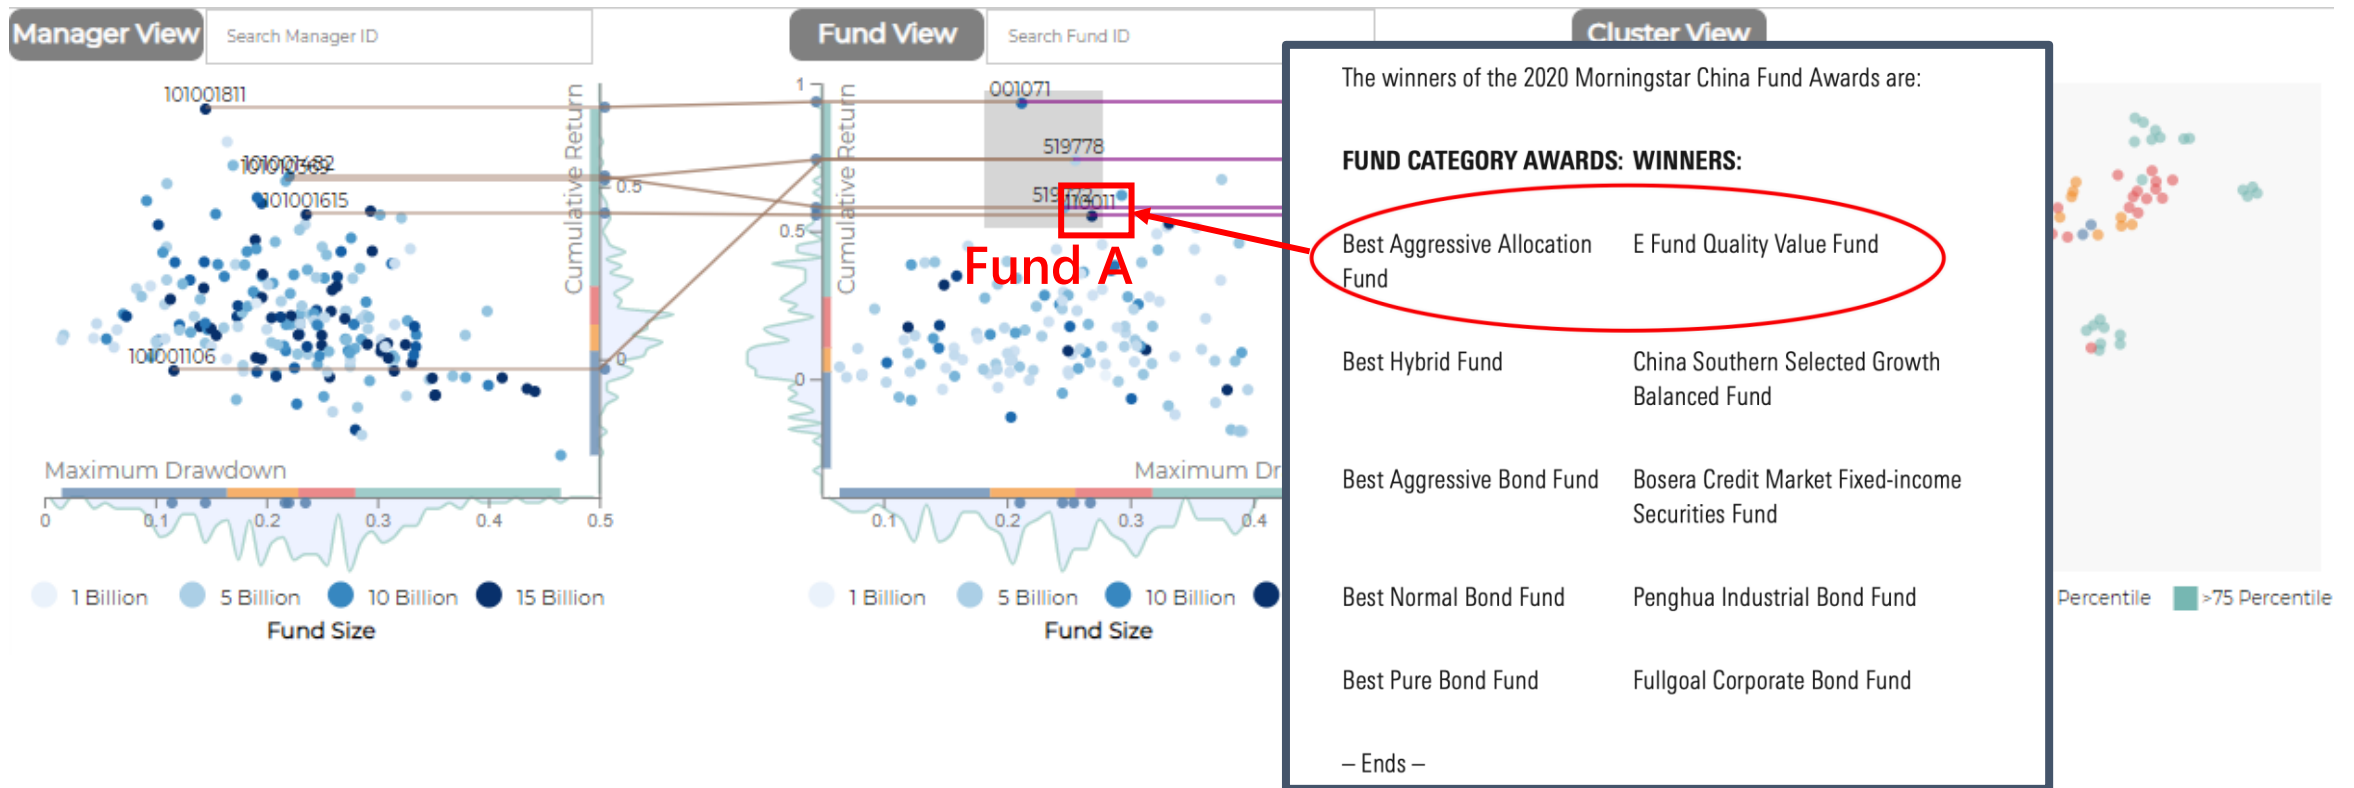 Manager View
Search Manager ID
Fund View
Search Fund ID
Cluster View
101001811
101001615
101001106
Cumulative Return
0.5
0
Maximum Drawdown
0
0.1
0.2
0.3
0.4
0.5
1 Billion
5 Billion
10 Billion
15 Billion
Fund Size
1
Cumulative Return
0.5
0
001071
519778
110011
Fund A
Maximum Dr
0.1
0.2
0.3
0.4
1 Billion
5 Billion
10 Billion
Fund Size
The winners of the 2020 Morningstar China Fund Awards are:
FUND CATEGORY AWARDS: WINNERS:
Best Aggressive Allocation E Fund Quality Value Fund
Fund
Best Hybrid Fund China Southern Selected Growth
Balanced Fund
Best Aggressive Bond Fund Bosera Credit Market Fixed-income
Securities Fund
Best Normal Bond Fund Penghua Industrial Bond Fund
Best Pure Bond Fund Fullgoal Corporate Bond Fund
– Ends –
Percentile
>75 Percentile